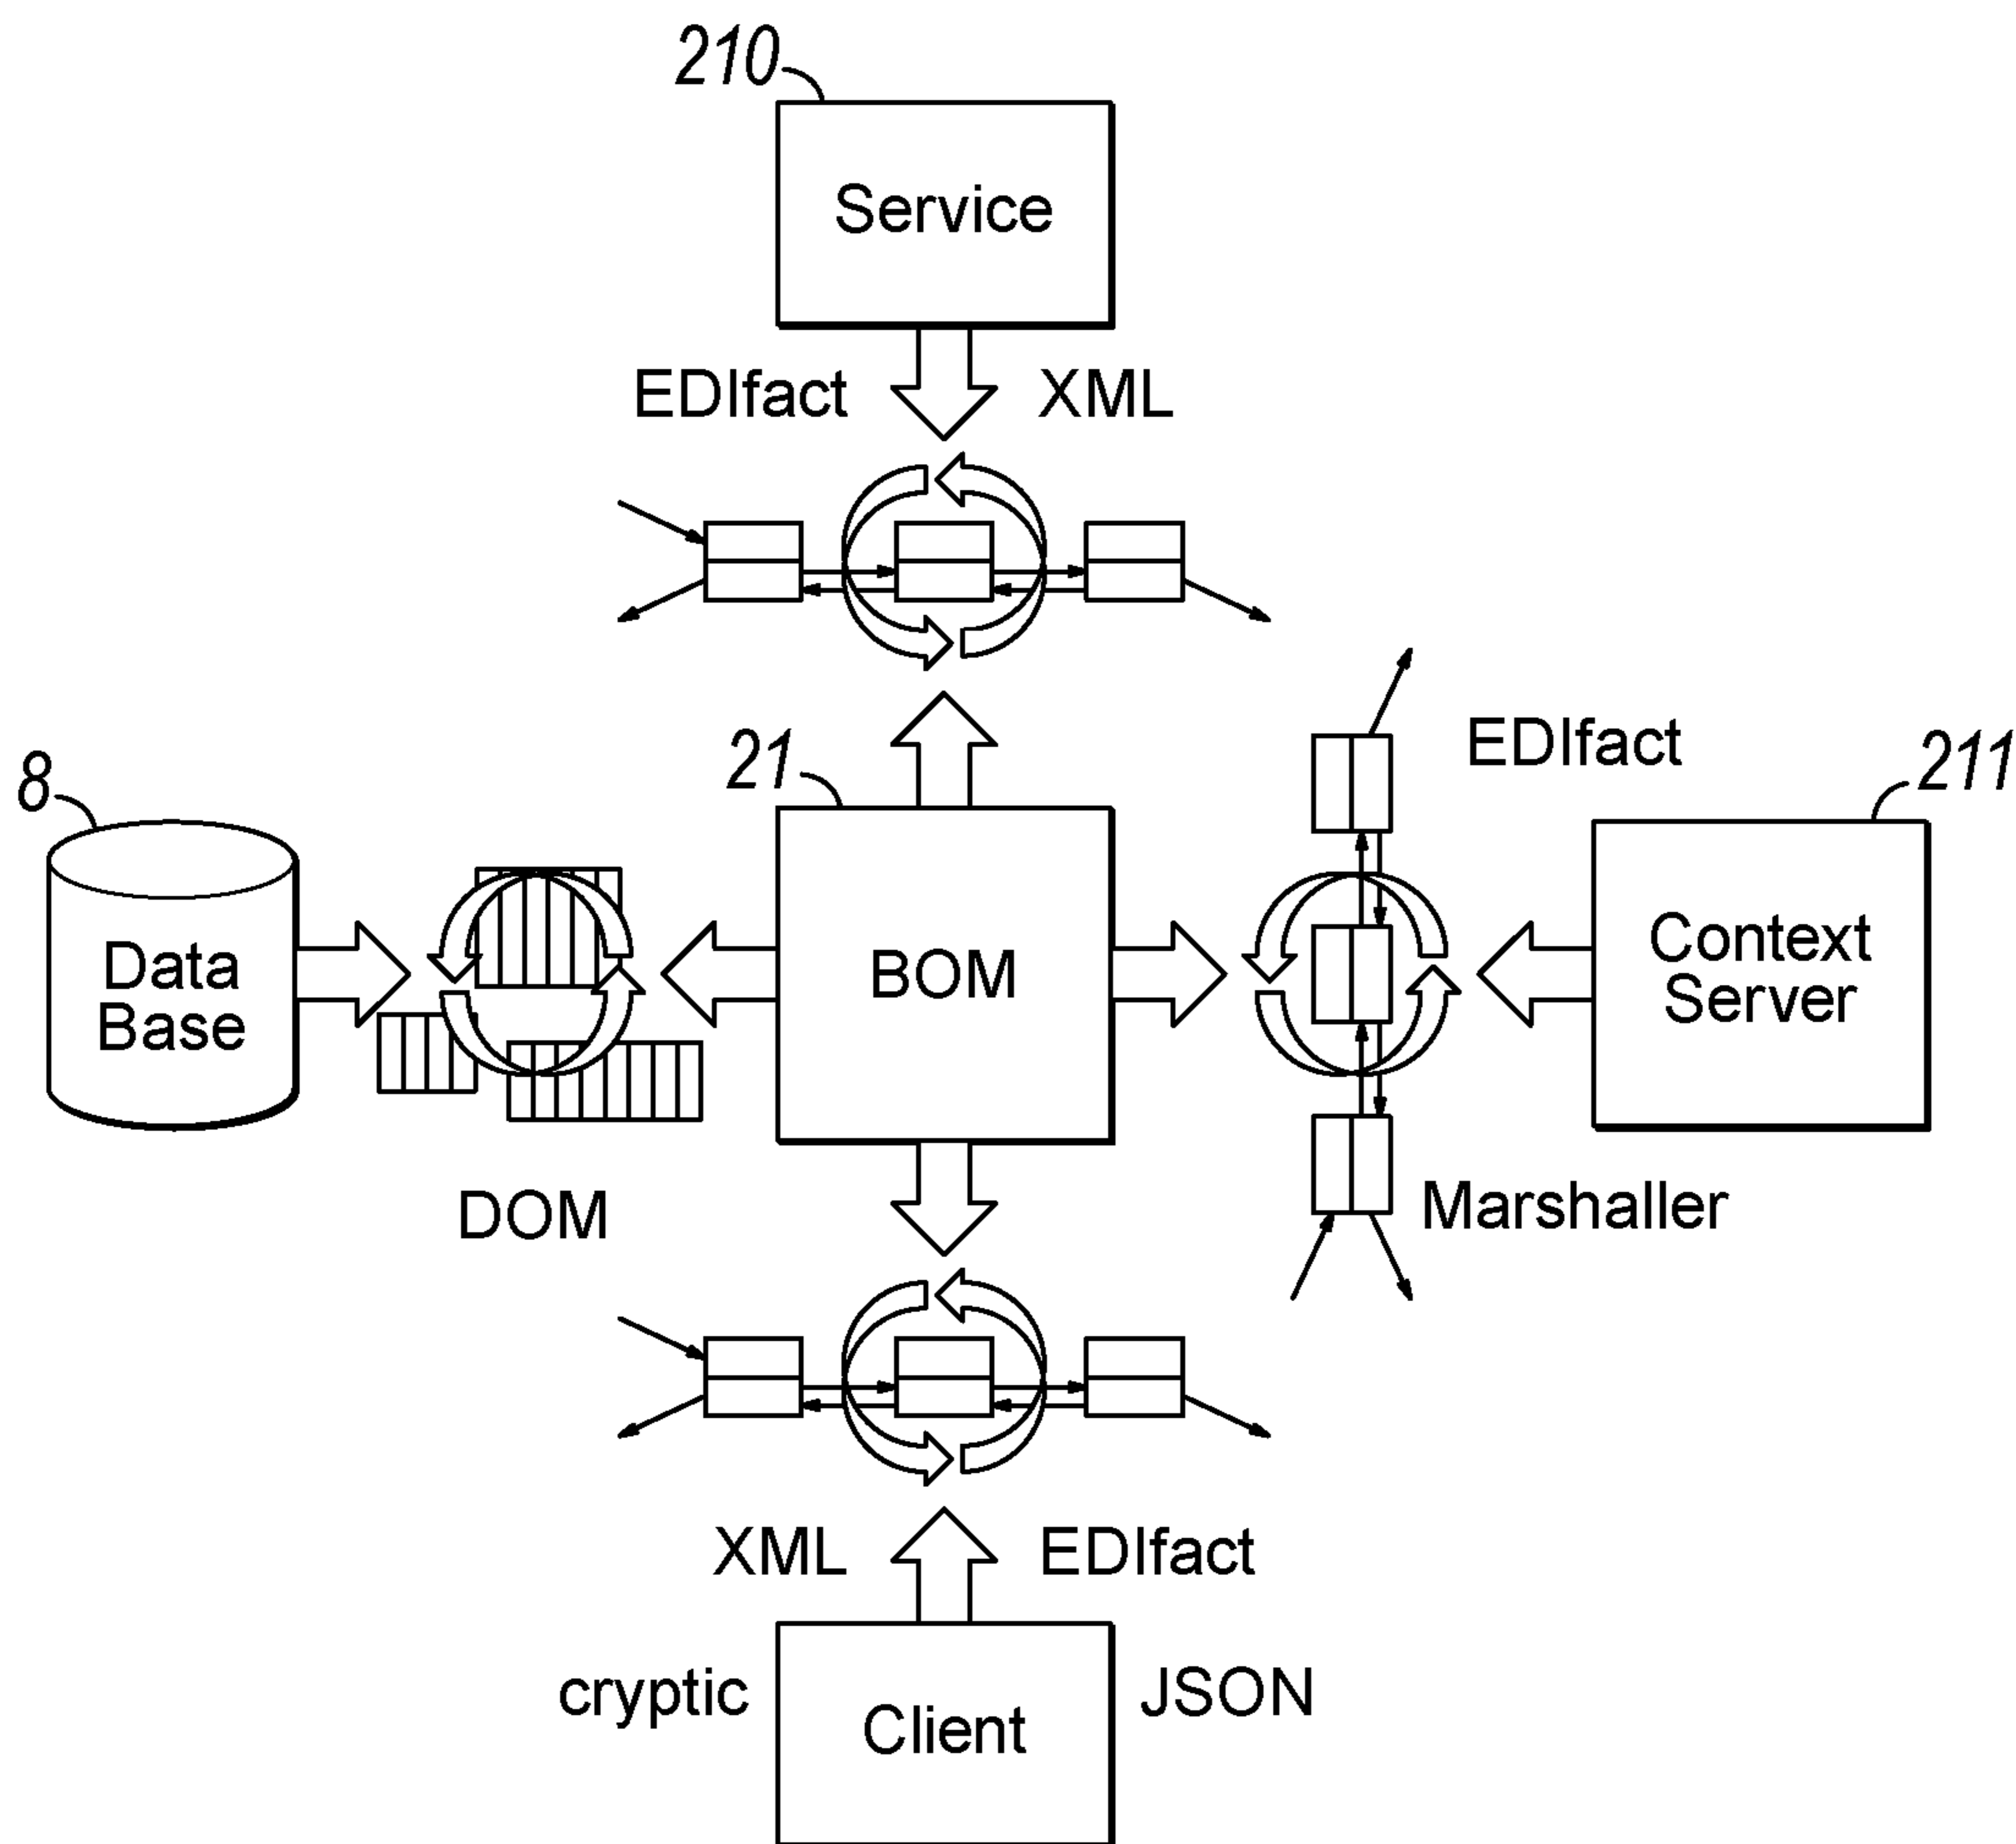 210
Service
EDIfact
XML
21
EDIfact
211
8
Data
Base
BOM
Context
Server
DOM
Marshaller
XML
EDIfact
cryptic
JSON
Client